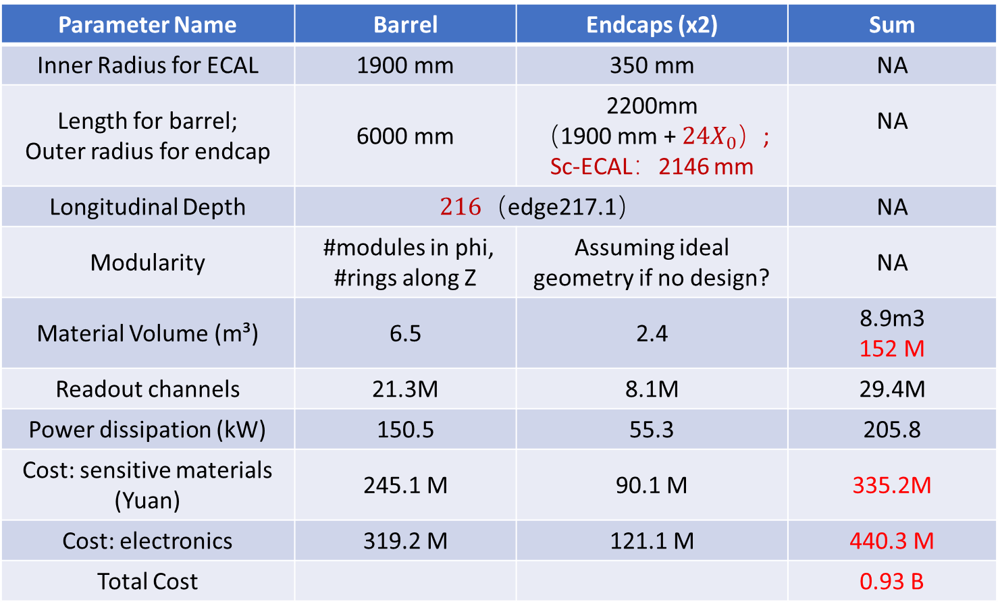 Parameter Name Barrel Endcaps (x2) Sum
Inner Radius for ECAL 1900 mm 350 mm NA
Length for barrel;
Outer radius for endcap
6000 mm
2200mm
（1900 mm + 24X₀）;
Sc-ECAL： 2146 mm
NA
Longitudinal Depth 216（edge217.1） NA
Modularity
#modules in phi,
#rings along Z
Assuming ideal
geometry if no design?
NA
Material Volume (m³) 6.5 2.4
8.9m3
152 M
Readout channels 21.3M 8.1M 29.4M
Power dissipation (kW) 150.5 55.3 205.8
Cost: sensitive materials
(Yuan)
245.1 M 90.1 M 335.2M
Cost: electronics 319.2 M 121.1 M 440.3 M
Total Cost 0.93 B